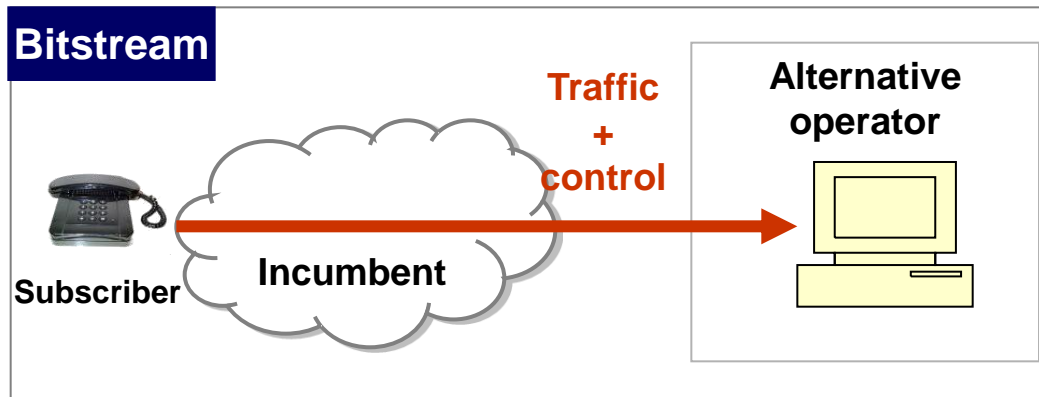 Bitstream
Traffic
+
control
Alternative
operator
Subscriber
Incumbent